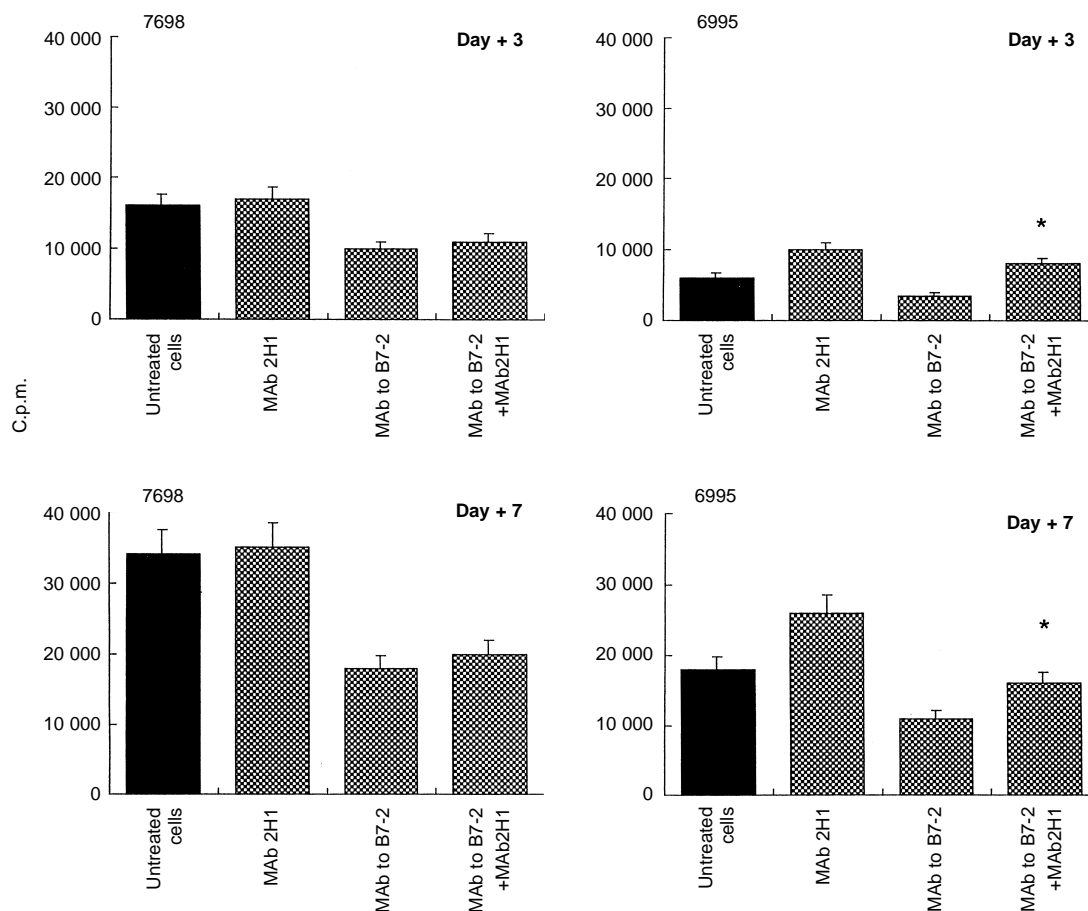 7698
Day + 3
40 000
30 000
20 000
10 000
0
Untreated
cells
MAb 2H1
MAb to B7-2
MAb to B7-2
+MAb2H1
6995
Day + 3
40 000
30 000
20 000
10 000
0
Untreated
cells
MAb 2H1
MAb to B7-2
MAb to B7-2
+MAb2H1
*
C.p.m.
7698
Day + 7
40 000
30 000
20 000
10 000
0
Untreated
cells
MAb 2H1
MAb to B7-2
MAb to B7-2
+MAb2H1
6995
Day + 7
40 000
30 000
20 000
10 000
0
Untreated
cells
MAb 2H1
MAb to B7-2
MAb to B7-2
+MAb2H1
*